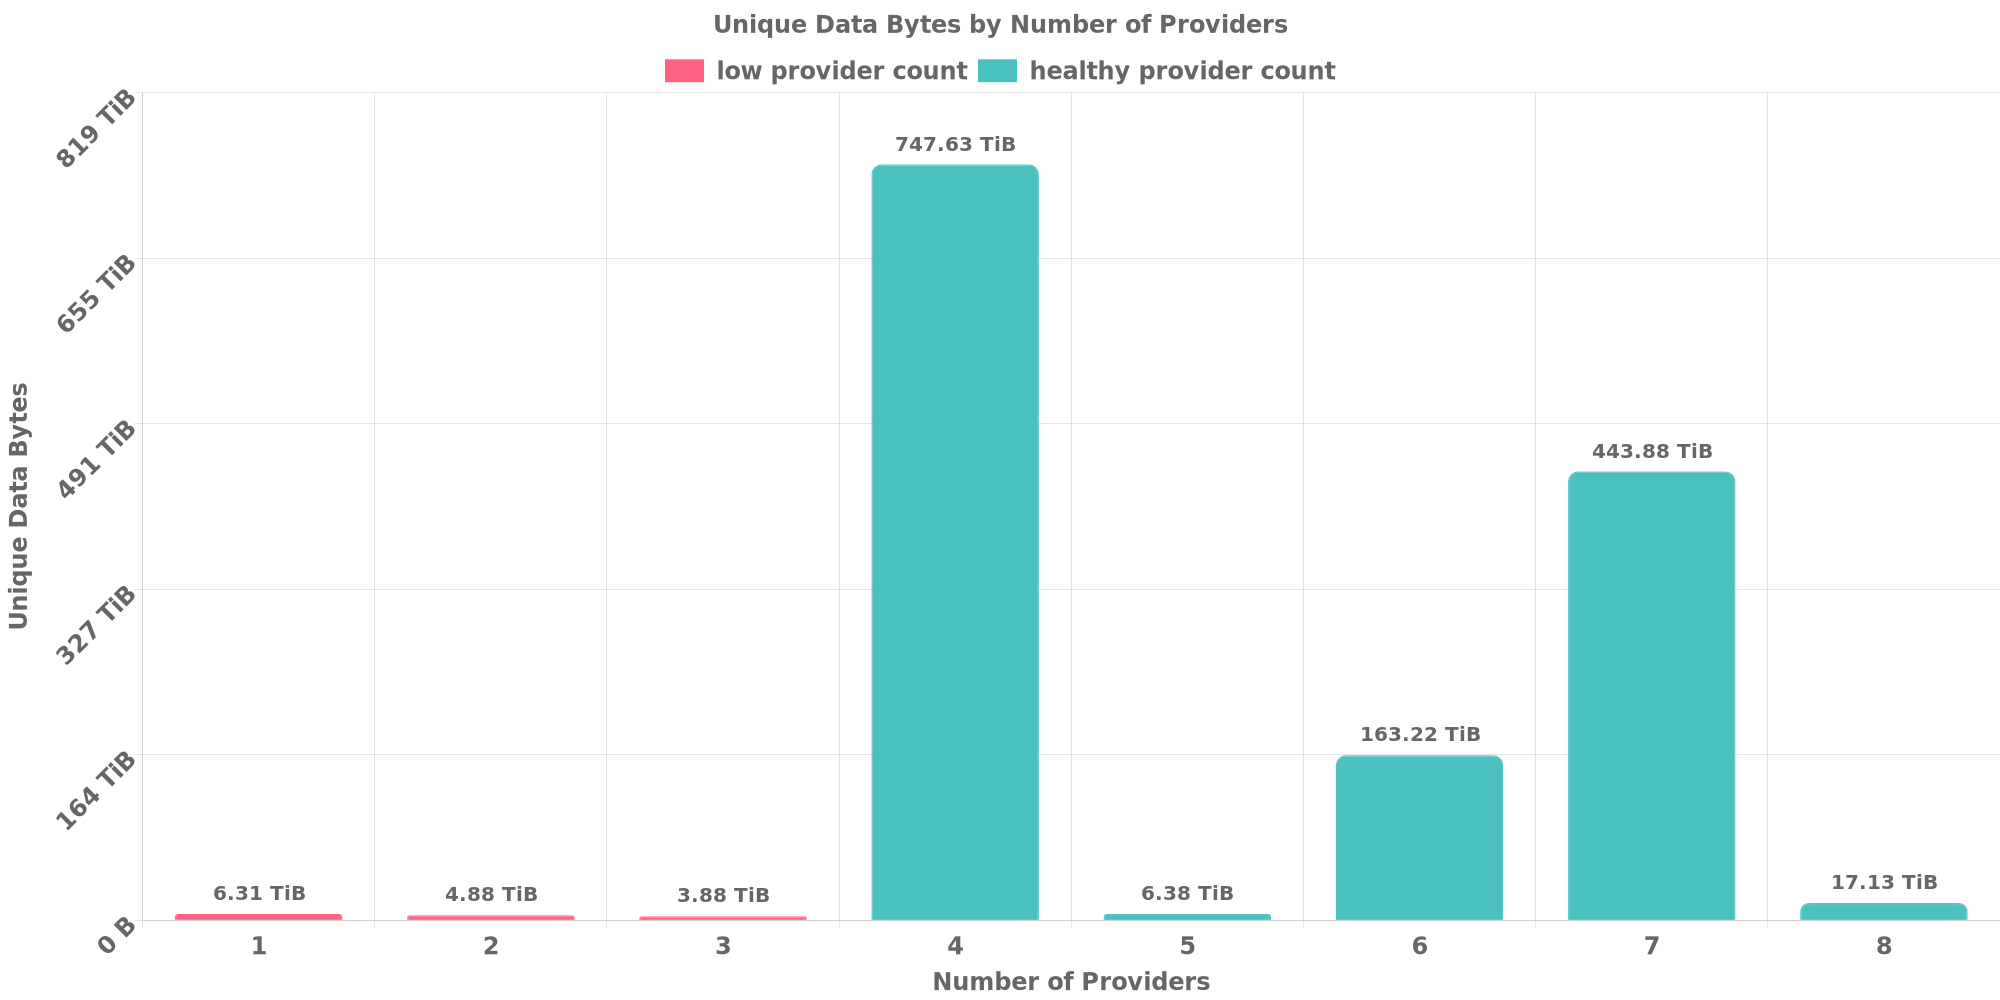 Unique Data Bytes by Number of Providers
low provider count
healthy provider count
819 TiB
655 TiB
491 TiB
327 TiB
164 TiB
0 B
Unique Data Bytes
6.31 TiB
4.88 TiB
3.88 TiB
747.63 TiB
6.38 TiB
163.22 TiB
443.88 TiB
17.13 TiB
1 2 3 4 5 6 7 8
Number of Providers